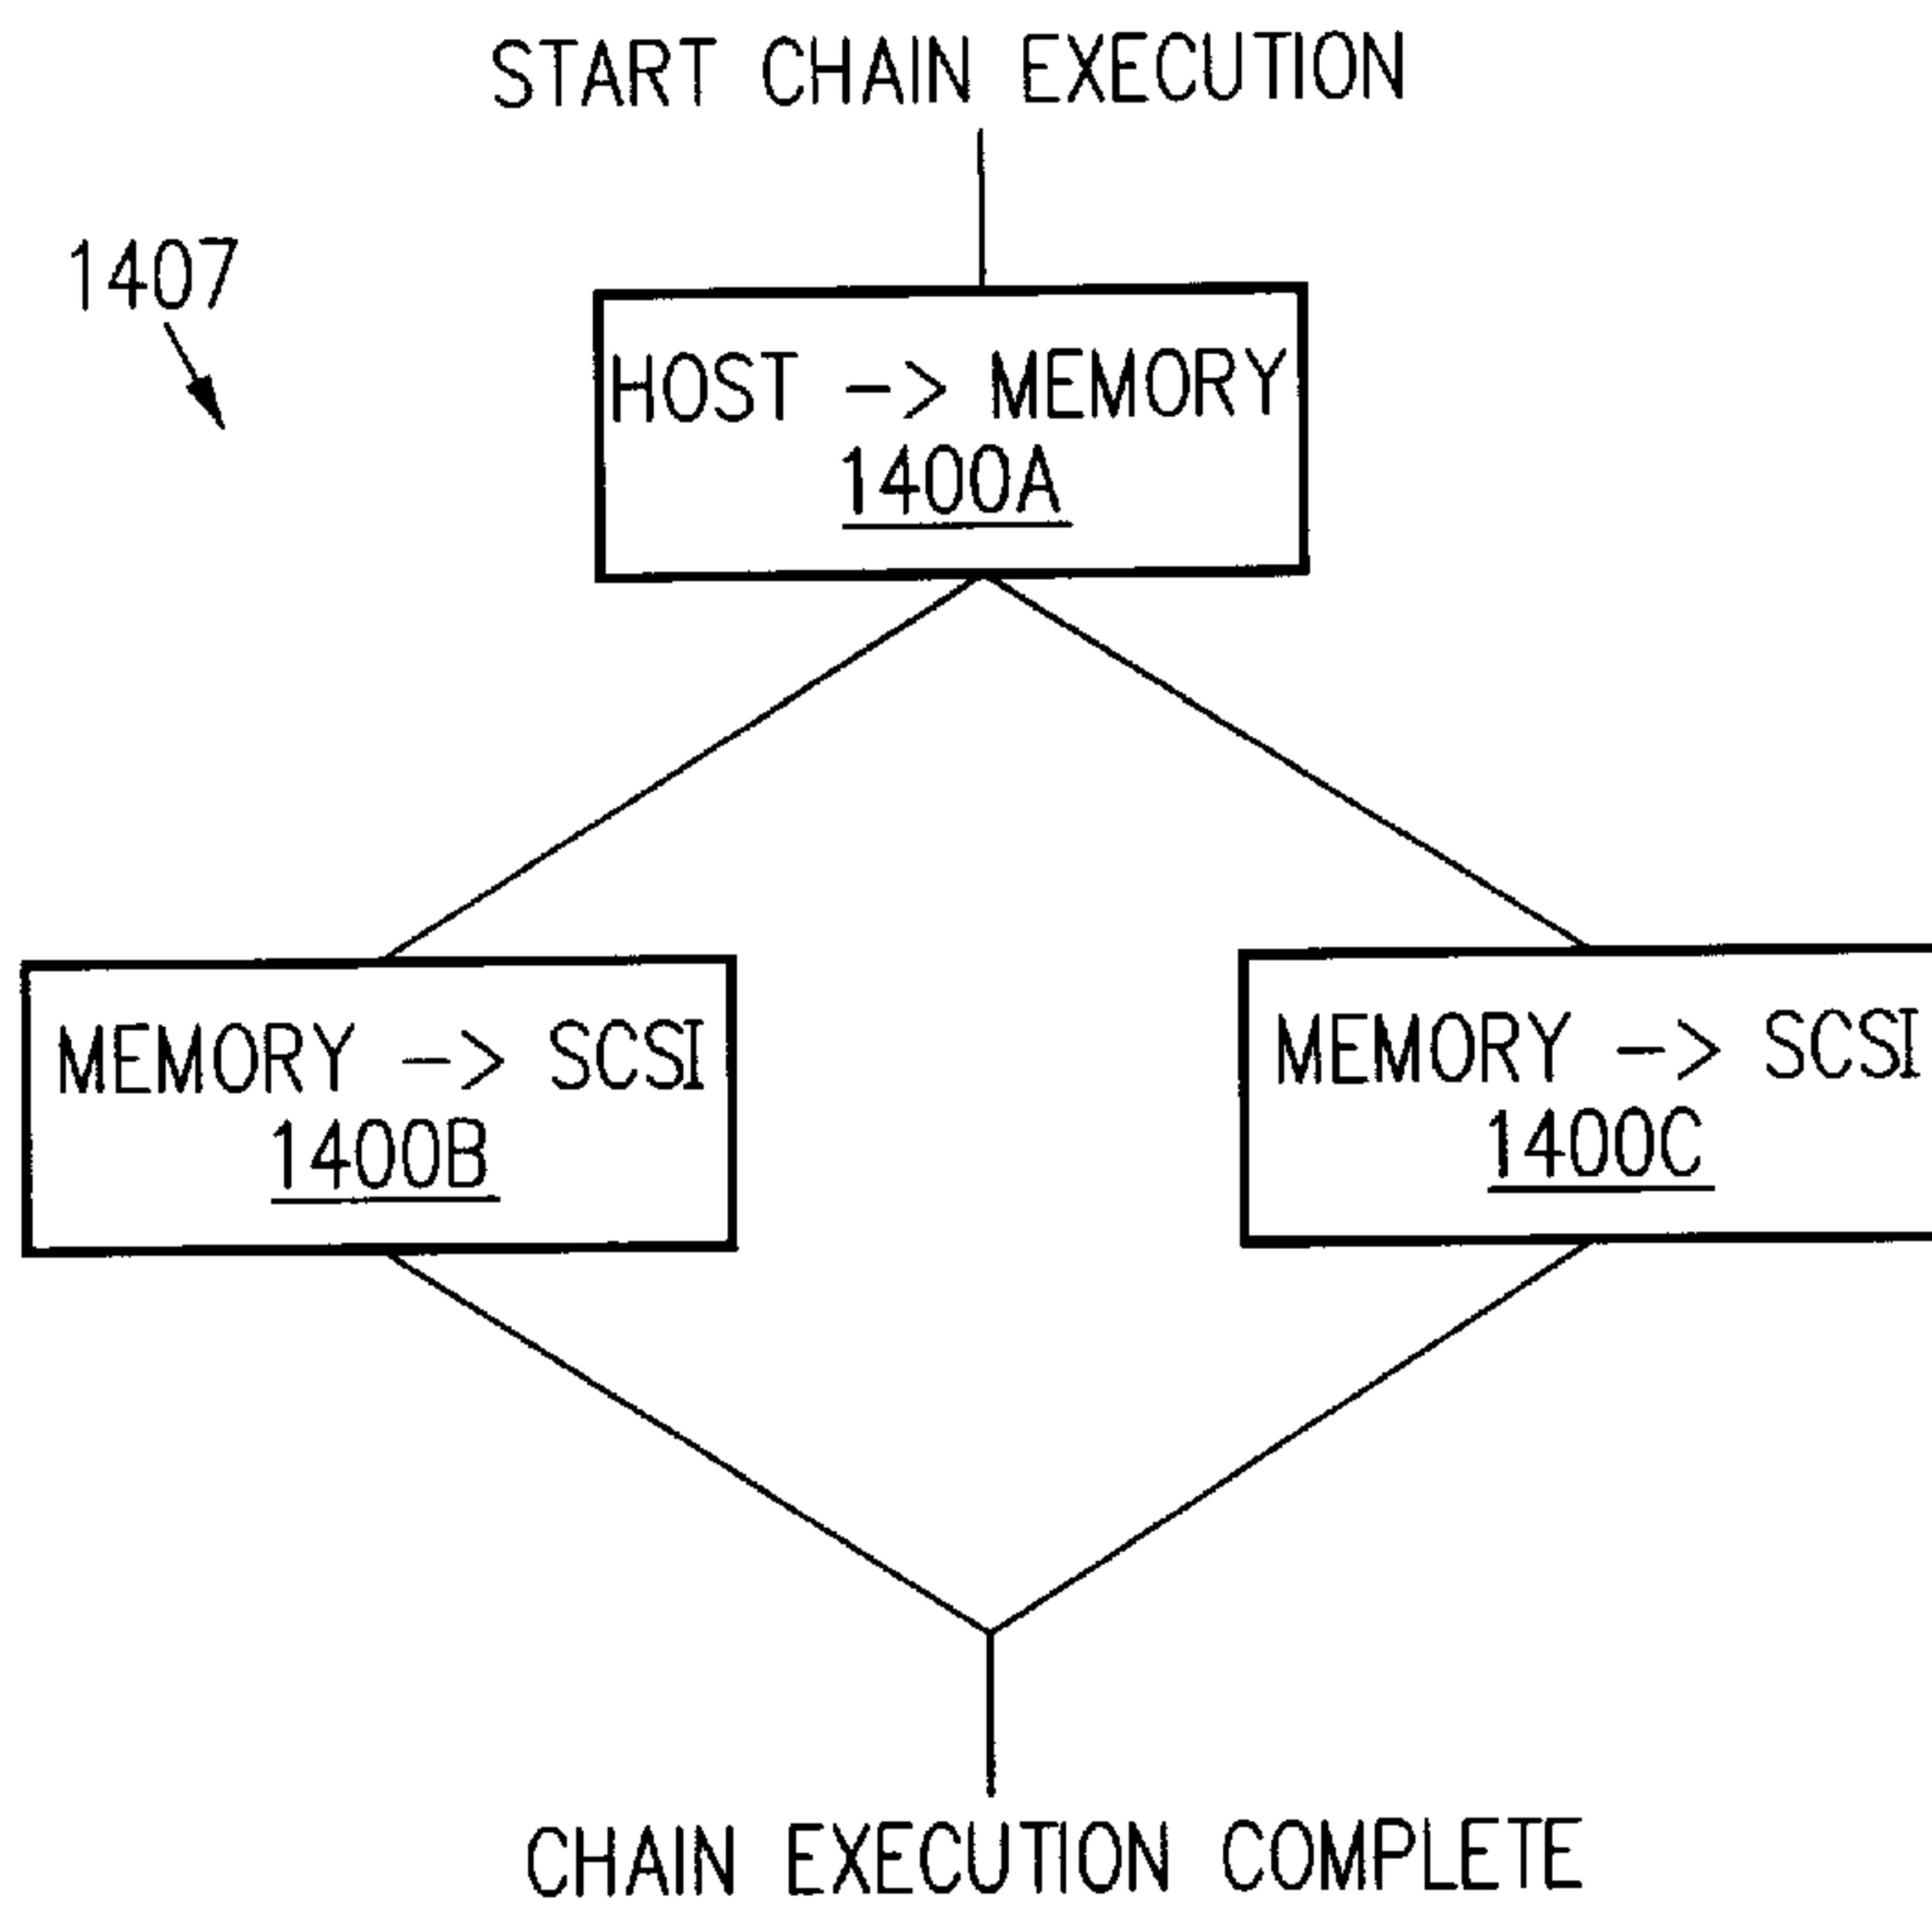 START CHAIN EXECUTION
1407
HOST -> MEMORY
1400A
MEMORY -> SCSI
1400B
MEMORY -> SCSI
1400C
CHAIN EXECUTION COMPLETE